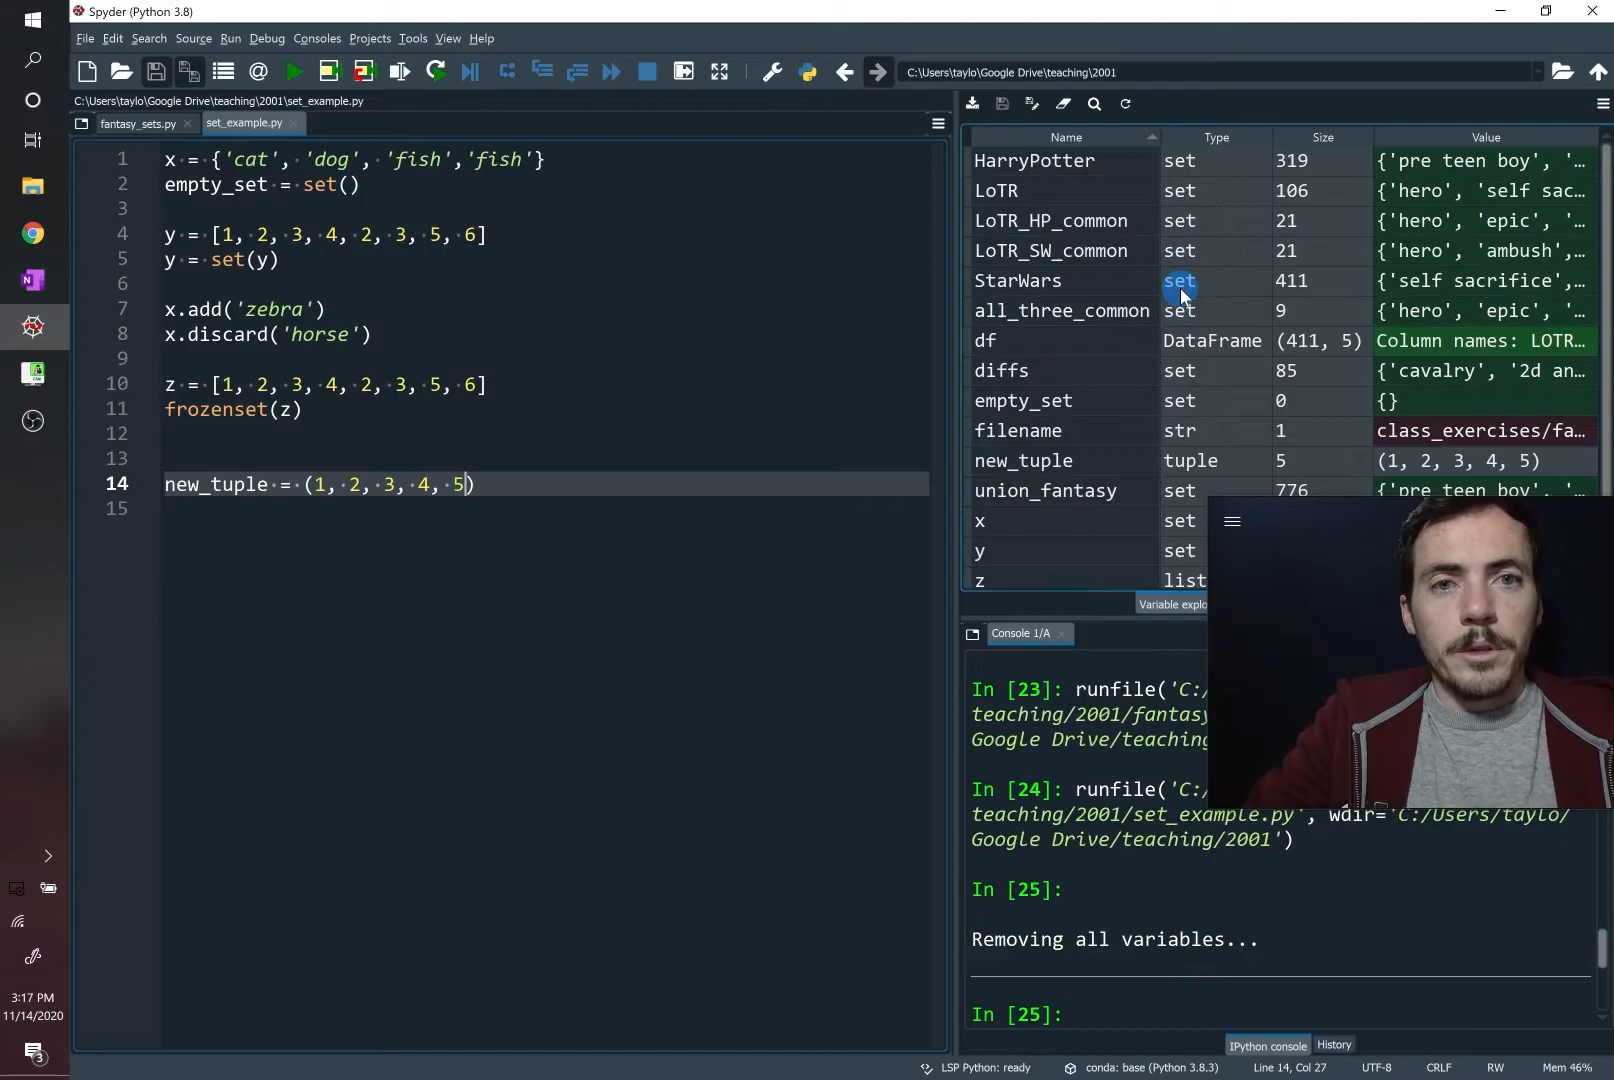 Spyder (Python 3.8)
File Edit Search Source Run Debug Consoles Projects Tools View Help
C:\Users\taylo\Google Drive\teaching\2001
C:\Users\taylo\Google Drive\teaching\2001\set_example.py
fantasy_sets.py
set_example.py
1 x = {'cat', 'dog', 'fish','fish'}
2 empty_set = set()
3
4 y = [1, 2, 3, 4, 2, 3, 5, 6]
5 y = set(y)
6
7 x.add('zebra')
8 x.discard('horse')
9
10 z = [1, 2, 3, 4, 2, 3, 5, 6]
11 frozenset(z)
12
13
14 new_tuple = (1, 2, 3, 4, 5)
15
Name Type Size Value
HarryPotter set 319 {'pre teen boy', '...
LoTR set 106 {'hero', 'self sac...
LoTR_HP_common set 21 {'hero', 'epic', '...
LoTR_SW_common set 21 {'hero', 'ambush',...
StarWars set 411 {'self sacrifice',...
all_three_common set 9 {'hero', 'epic', '...
df DataFrame (411, 5) Column names: LOTR...
diffs set 85 {'cavalry', '2d an...
empty_set set 0 {}
filename str 1 class_exercises/fa...
new_tuple tuple 5 (1, 2, 3, 4, 5)
union_fantasy set 776 {'pre teen boy', '...
x set
y set
z list
Variable explo
Console 1/A
In [23]: runfile('C:/
teaching/2001/fantasy
Google Drive/teaching
In [24]: runfile('C:/
teaching/2001/set_example.py', wdir='C:/Users/taylo/
Google Drive/teaching/2001')
In [25]:
Removing all variables...
In [25]:
IPython console History
LSP Python: ready conda: base (Python 3.8.3) Line 14, Col 27 UTF-8 CRLF RW Mem 46%
3:17 PM
11/14/2020
3